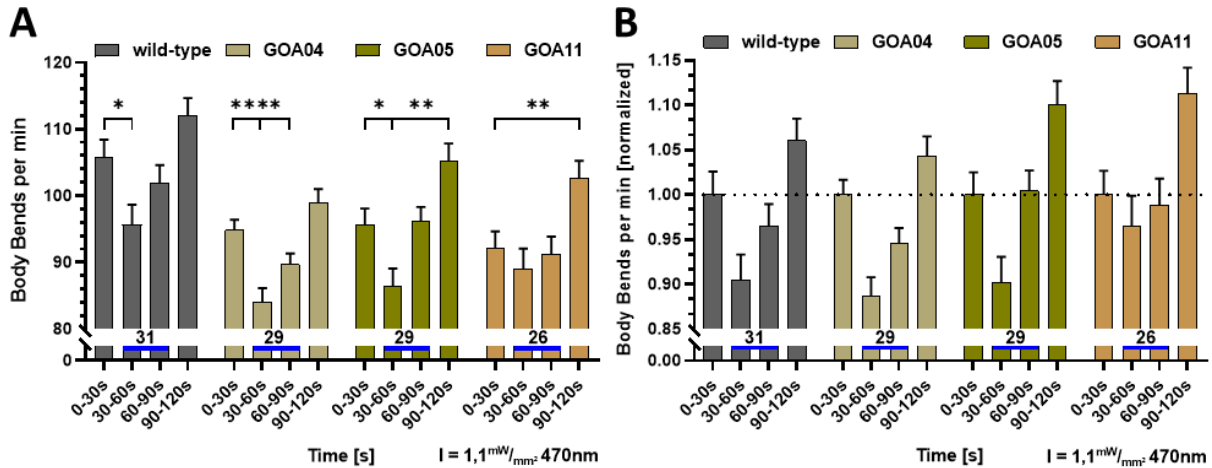 A
wild-type GOA04 GOA05 GOA11
Body Bends per min
120
110
100
90
80
0
* **** * ** **
31 29 29 26
0-30s 30-60s 60-90s 90-120s 0-30s 30-60s 60-90s 90-120s 0-30s 30-60s 60-90s 90-120s 0-30s 30-60s 60-90s 90-120s
Time [s] I = 1,1mW/mm² 470nm
B
wild-type GOA04 GOA05 GOA11
Body Bends per min [normalized]
1.15
1.10
1.05
1.00
0.95
0.90
0.85
0.00
31 29 29 26
0-30s 30-60s 60-90s 90-120s 0-30s 30-60s 60-90s 90-120s 0-30s 30-60s 60-90s 90-120s 0-30s 30-60s 60-90s 90-120s
Time [s] I = 1,1mW/mm² 470nm